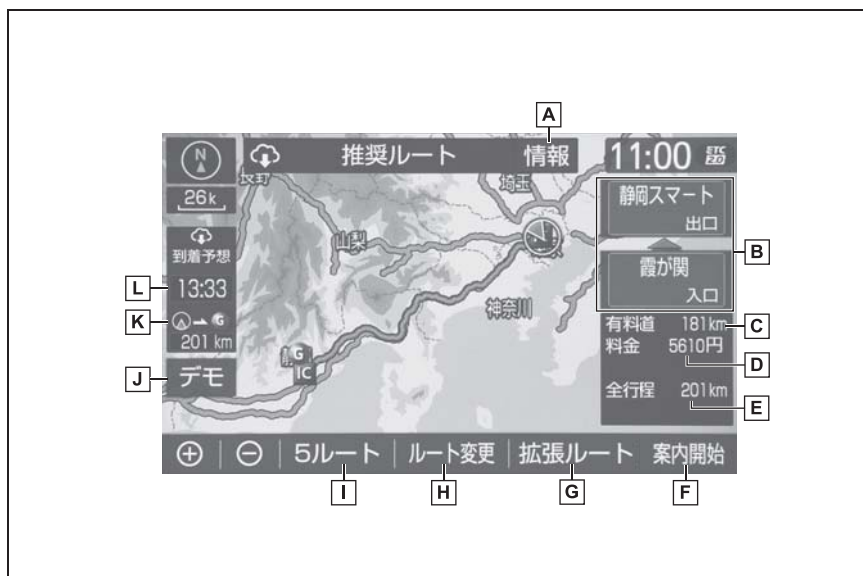 A
推奨ルート 情報
11:00 ETC 2.0
N
26k
埼玉
静岡スマート
出口
到着予想
山梨
B
霞が関
入口
L
13:33
K
G
神奈川
有料道 181km
C
201 km
料金 5610円
D
G
IC
J
デモ
全行程 201km
E
5ルート ルート変更 拡張ルート 案内開始
I H G F